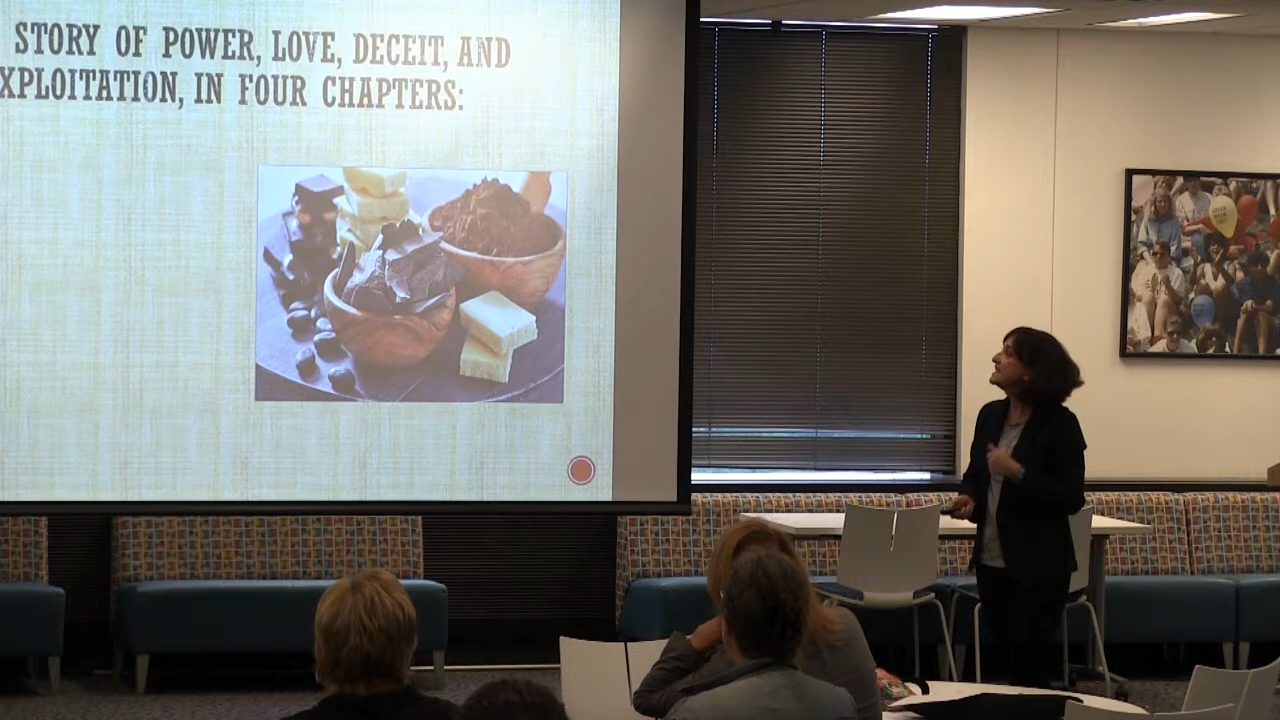 STORY OF POWER, LOVE, DECEIT, AND
XPLOITATION, IN FOUR CHAPTERS: